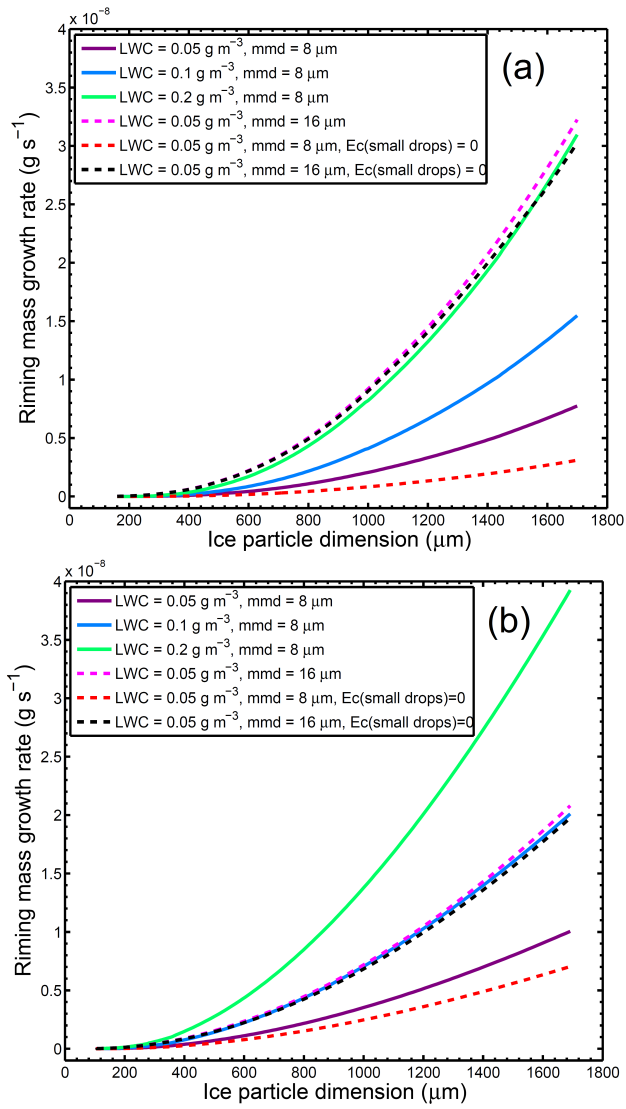 x 10⁻⁸
(a)
LWC = 0.05 g m⁻³, mmd = 8 μm
LWC = 0.1 g m⁻³, mmd = 8 μm
LWC = 0.2 g m⁻³, mmd = 8 μm
LWC = 0.05 g m⁻³, mmd = 16 μm
LWC = 0.05 g m⁻³, mmd = 8 μm, Ec(small drops) = 0
LWC = 0.05 g m⁻³, mmd = 16 μm, Ec(small drops) = 0
Riming mass growth rate (g s⁻¹)
4
3.5
3
2.5
2
1.5
1
0.5
0
0 200 400 600 800 1000 1200 1400 1600 1800
Ice particle dimension (μm)
x 10⁻⁸
(b)
LWC = 0.05 g m⁻³, mmd = 8 μm
LWC = 0.1 g m⁻³, mmd = 8 μm
LWC = 0.2 g m⁻³, mmd = 8 μm
LWC = 0.05 g m⁻³, mmd = 16 μm
LWC = 0.05 g m⁻³, mmd = 8 μm, Ec(small drops)=0
LWC = 0.05 g m⁻³, mmd = 16 μm, Ec(small drops)=0
Riming mass growth rate (g s⁻¹)
4
3.5
3
2.5
2
1.5
1
0.5
0
0 200 400 600 800 1000 1200 1400 1600 1800
Ice particle dimension (μm)